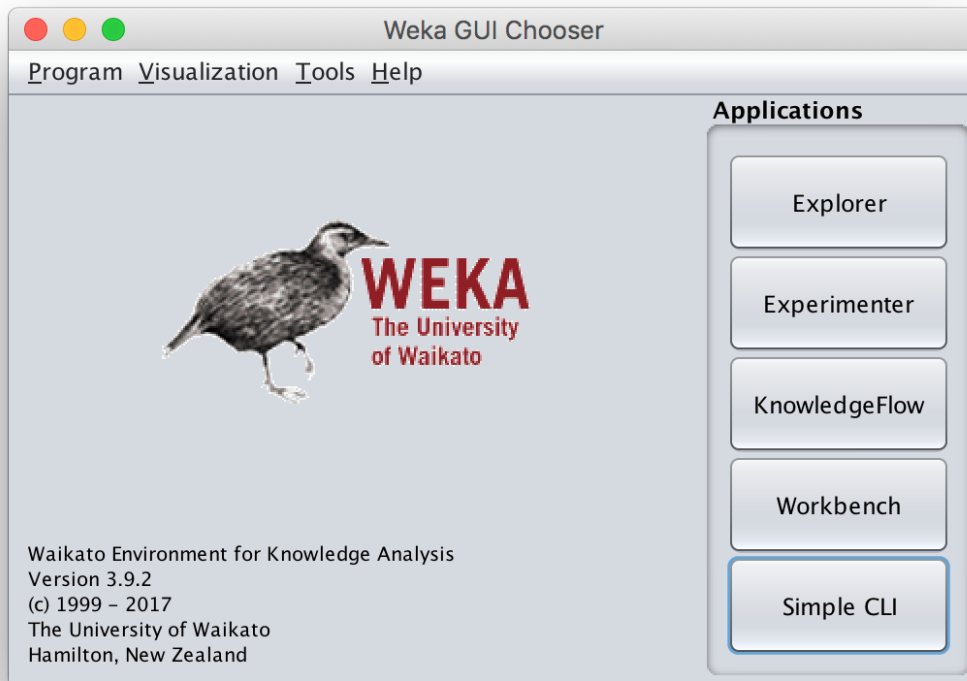 Weka GUI Chooser
Program Visualization Tools Help
Applications
Explorer
Experimenter
KnowledgeFlow
Workbench
Simple CLI
WEKA
The University
of Waikato
Waikato Environment for Knowledge Analysis
Version 3.9.2
(c) 1999 – 2017
The University of Waikato
Hamilton, New Zealand